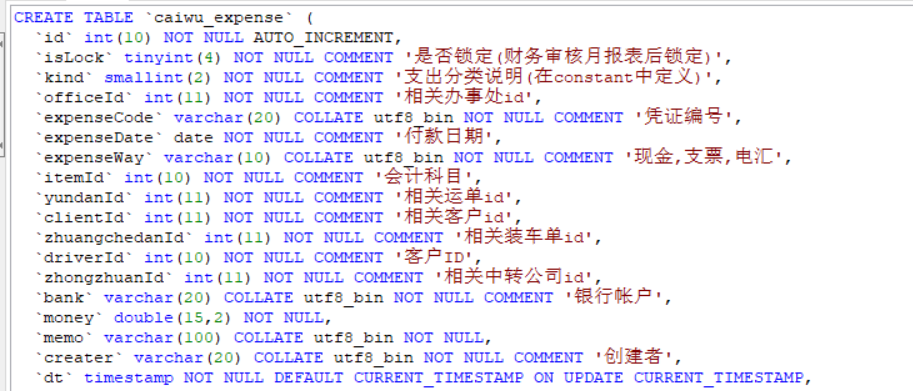 CREATE TABLE `caiwu_expense` (
`id` int(10) NOT NULL AUTO_INCREMENT,
`isLock` tinyint(4) NOT NULL COMMENT '是否锁定(财务审核月报表后锁定)',
`kind` smallint(2) NOT NULL COMMENT '支出分类说明(在constant中定义)',
`officeId` int(11) NOT NULL COMMENT '相关办事处id',
`expenseCode` varchar(20) COLLATE utf8_bin NOT NULL COMMENT '凭证编号',
`expenseDate` date NOT NULL COMMENT '付款日期',
`expenseWay` varchar(10) COLLATE utf8_bin NOT NULL COMMENT '现金,支票,电汇',
`itemId` int(10) NOT NULL COMMENT '会计科目',
`yundanId` int(11) NOT NULL COMMENT '相关运单id',
`clientId` int(11) NOT NULL COMMENT '相关客户id',
`zhuangchedanId` int(11) NOT NULL COMMENT '相关装车单id',
`driverId` int(10) NOT NULL COMMENT '客户ID',
`zhongzhuanId` int(11) NOT NULL COMMENT '相关中转公司id',
`bank` varchar(20) COLLATE utf8_bin NOT NULL COMMENT '银行帐户',
`money` double(15,2) NOT NULL,
`memo` varchar(100) COLLATE utf8_bin NOT NULL,
`creater` varchar(20) COLLATE utf8_bin NOT NULL COMMENT '创建者',
`dt` timestamp NOT NULL DEFAULT CURRENT_TIMESTAMP ON UPDATE CURRENT_TIMESTAMP,